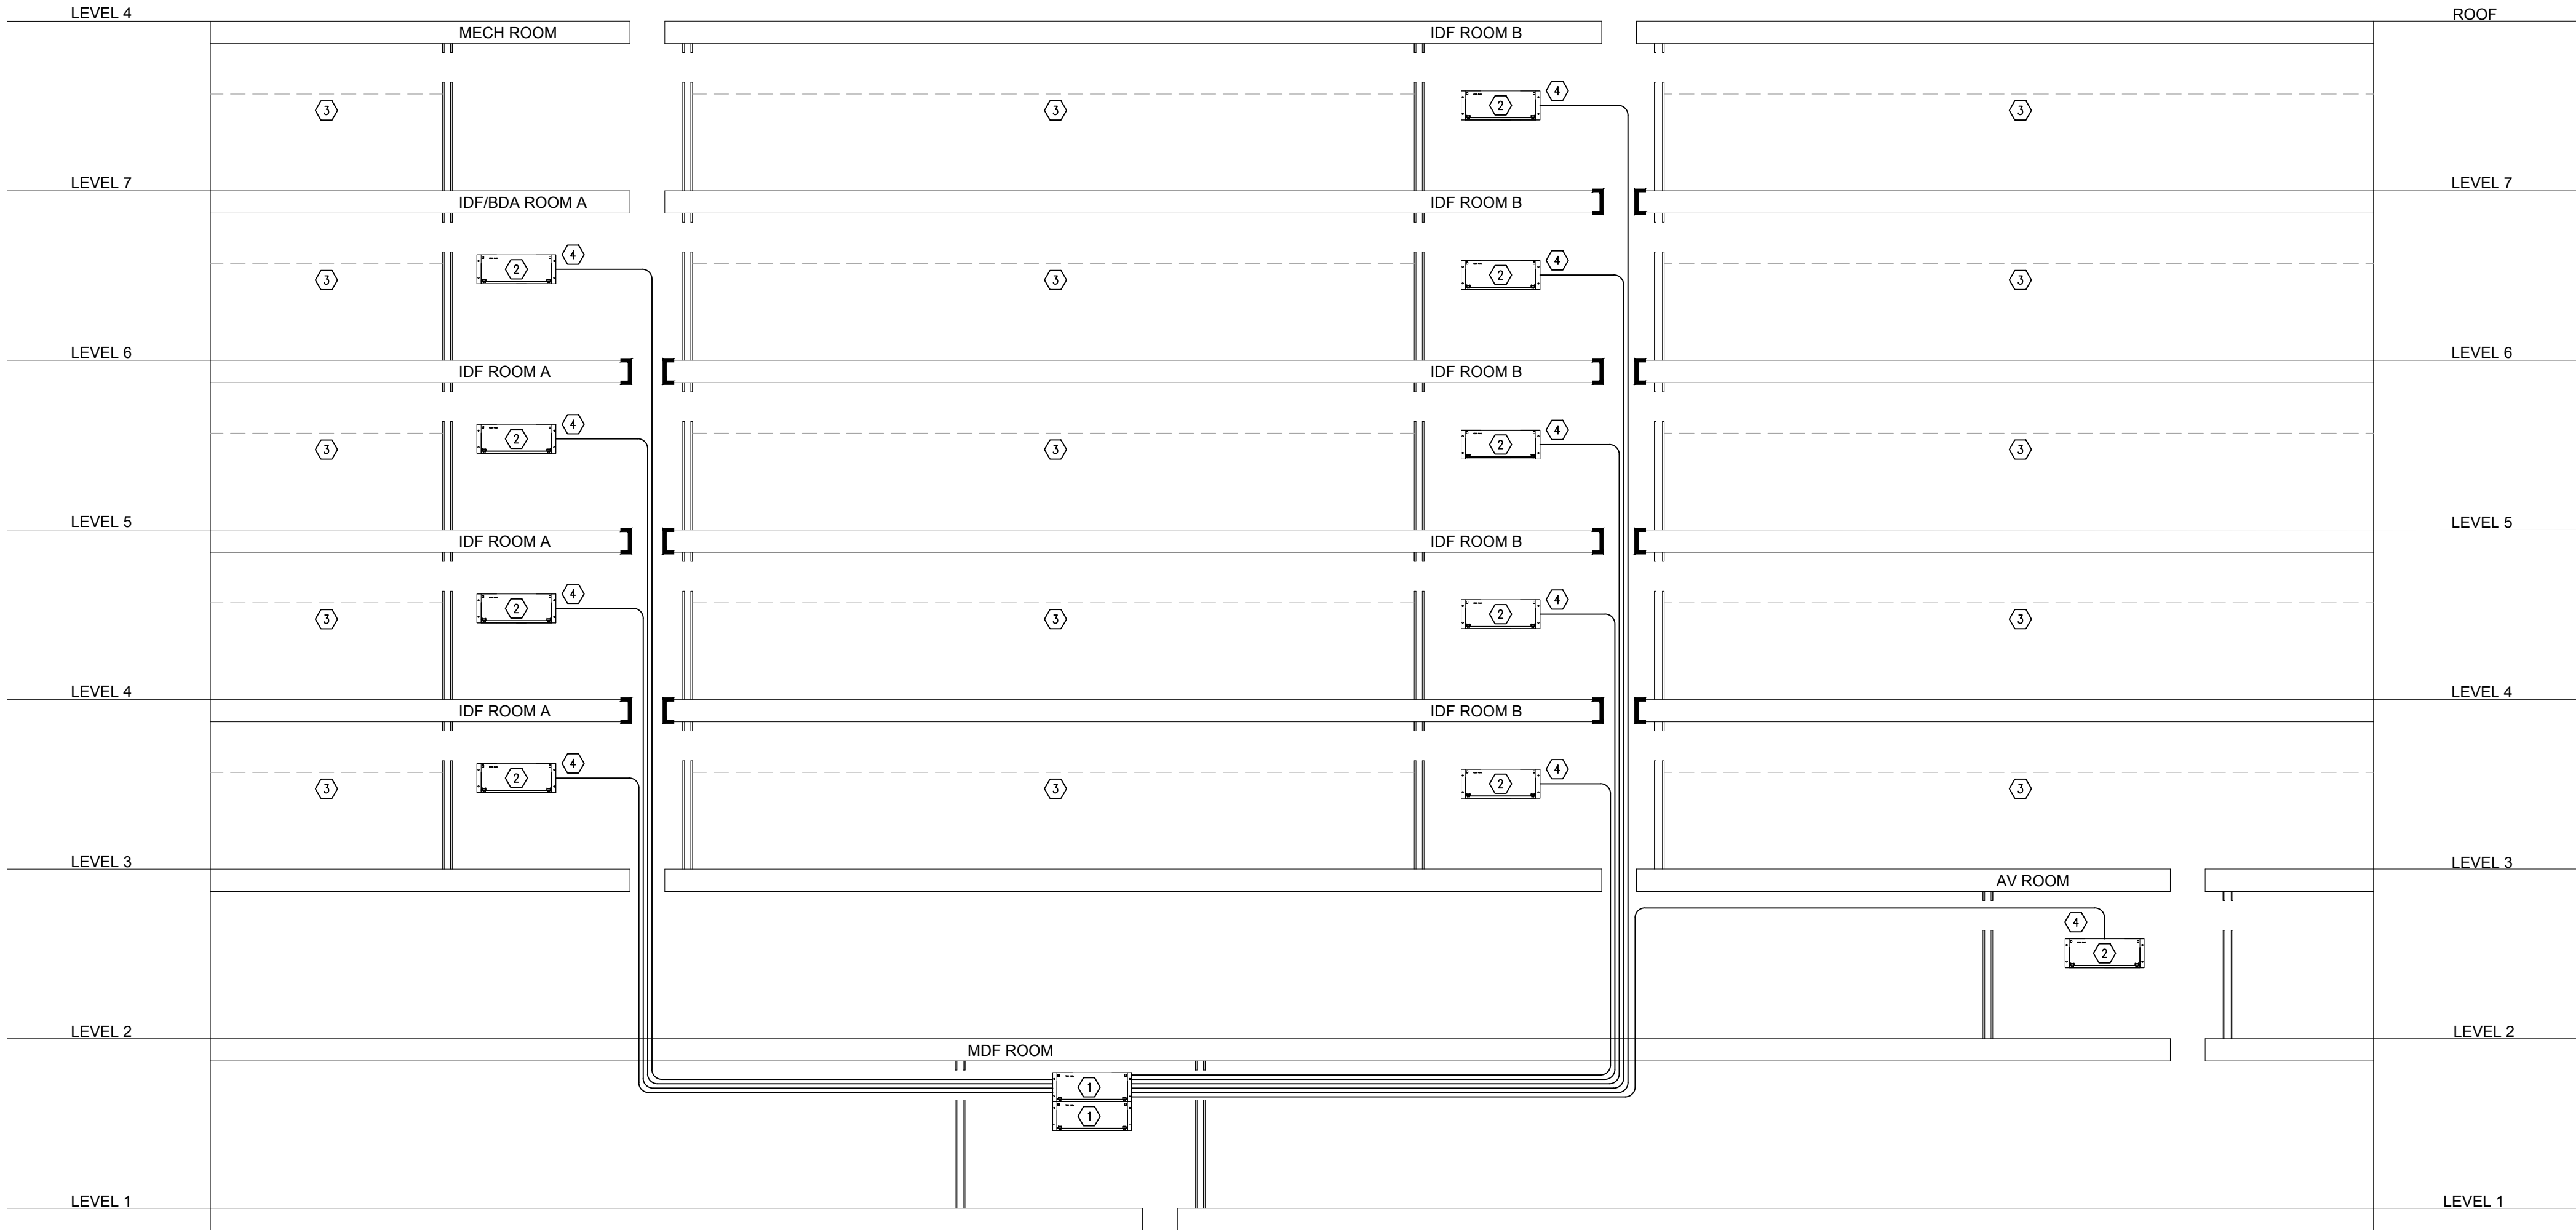 LEVEL 4
ROOF
MECH ROOM
IDF ROOM B
4
3
3
2
3
LEVEL 7
LEVEL 7
IDF/BDA ROOM A
IDF ROOM B
4
4
3
2
3
2
3
LEVEL 6
LEVEL 6
IDF ROOM A
IDF ROOM B
4
4
3
2
3
2
3
LEVEL 5
LEVEL 5
IDF ROOM A
IDF ROOM B
4
4
3
2
3
2
3
LEVEL 4
LEVEL 4
IDF ROOM A
IDF ROOM B
4
4
3
2
3
2
3
LEVEL 3
LEVEL 3
AV ROOM
4
2
LEVEL 2
LEVEL 2
MDF ROOM
1
1
LEVEL 1
LEVEL 1